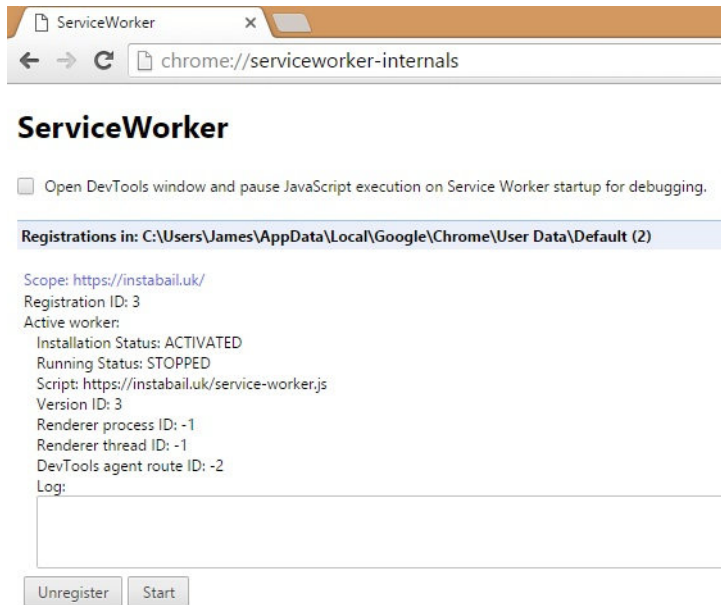 ServiceWorker
chrome://serviceworker-internals
ServiceWorker
Open DevTools window and pause JavaScript execution on Service Worker startup for debugging.
Registrations in: C:\Users\James\AppData\Local\Google\Chrome\User Data\Default (2)
Scope: https://instabail.uk/
Registration ID: 3
Active worker:
Installation Status: ACTIVATED
Running Status: STOPPED
Script: https://instabail.uk/service-worker.js
Version ID: 3
Renderer process ID: -1
Renderer thread ID: -1
DevTools agent route ID: -2
Log:
Unregister Start